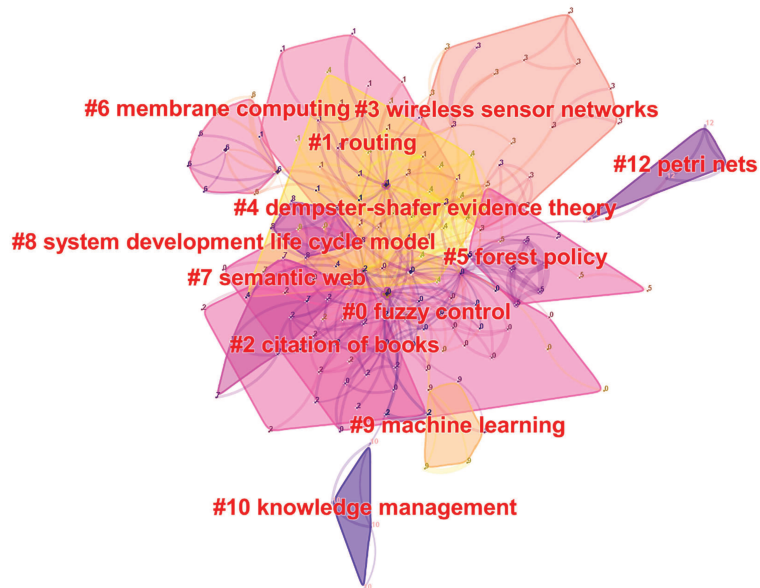 #6 membrane computing
#3 wireless sensor networks
#1 routing
#12 petri nets
#4 dempster-shafer evidence theory
#8 system development life cycle model
#5 forest policy
#7 semantic web
#0 fuzzy control
#2 citation of books
#9 machine learning
#10 knowledge management